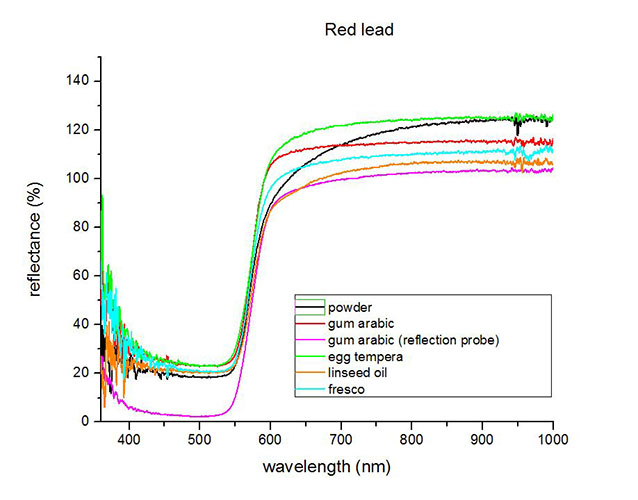 Red lead
reflectance (%)
140
120
100
80
60
40
20
0
powder
gum arabic
gum arabic (reflection probe)
egg tempera
linseed oil
fresco
400 500 600 700 800 900 1000
wavelength (nm)